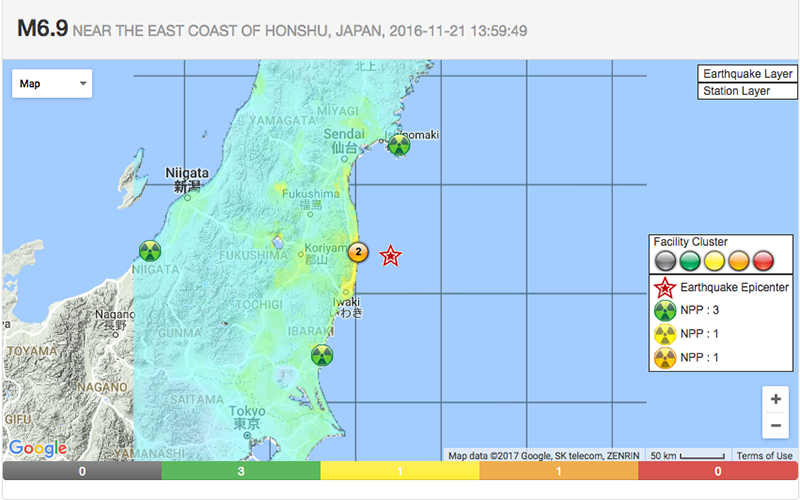 M6.9 NEAR THE EAST COAST OF HONSHU, JAPAN, 2016-11-21 13:59:49
Map
Earthquake Layer
Station Layer
北上
MIYAGI
YAMAGATA
Sendai
仙台
Niigata
新潟
Fukushima
福島
FUKUSHIMA
Koriyam
郡山
2
NIIGATA
Facility Cluster
Earthquake Epicenter
NPP : 3
NPP : 1
NPP : 1
Iwaki
いわき
TOCHIGI
Nagano
長野
GUNMA
IBARAKI
TOYAMA
NAGANO
SAITAMA
GIFU
Tokyo
東京
YAMANASHI
+
−
Google
Map data ©2017 Google, SK telecom, ZENRIN
50 km
Terms of Use
0
3
1
1
0